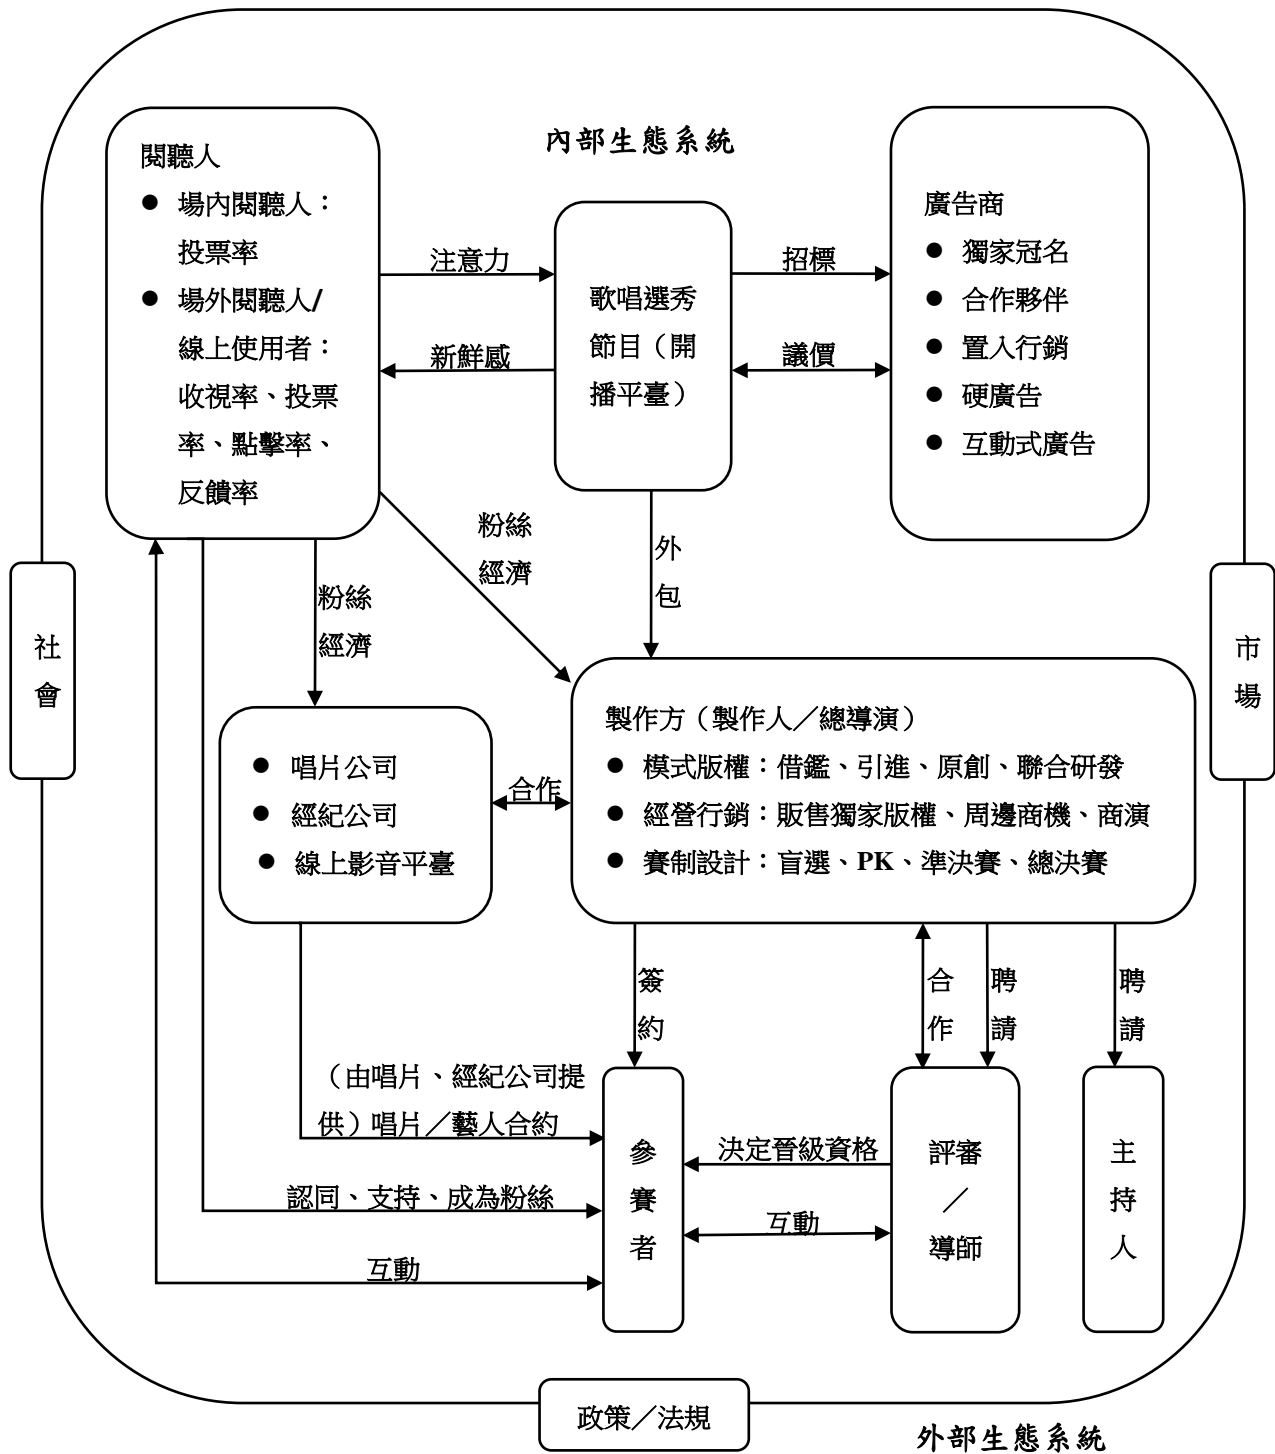 內部生態系統
閱聽人
● 場內閱聽人：
投票率
● 場外閱聽人/
線上使用者：
收視率、投票
率、點擊率、
反饋率
注意力
新鮮感
歌唱選秀
節目（開
播平臺）
招標
議價
廣告商
● 獨家冠名
● 合作夥伴
● 置入行銷
● 硬廣告
● 互動式廣告
粉絲
經濟
粉絲
經濟
外
包
社
會
市
場
● 唱片公司
● 經紀公司
● 線上影音平臺
合作
製作方（製作人／總導演）
● 模式版權：借鑑、引進、原創、聯合研發
● 經營行銷：販售獨家版權、周邊商機、商演
● 賽制設計：盲選、PK、準決賽、總決賽
簽
約
合
作
聘
請
聘
請
（由唱片、經紀公司提
供）唱片／藝人合約
認同、支持、成為粉絲
互動
參
賽
者
決定晉級資格
互動
評審
／
導師
主
持
人
政策／法規
外部生態系統